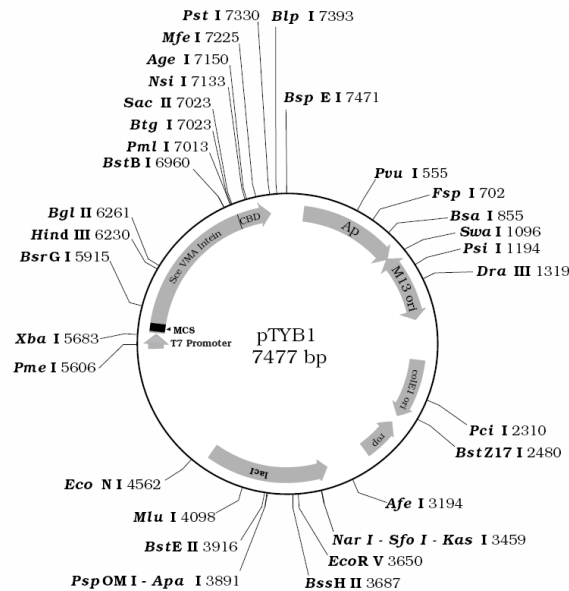 Pst I 7330
Blp I 7393
Mfe I 7225
Age I 7150
Nsi I 7133
Sac II 7023
Btg I 7023
Pml I 7013
BstB I 6960
Bsp E I 7471
Pvu I 555
Fsp I 702
Bsa I 855
Swa I 1096
Psi I 1194
Dra III 1319
Bgl II 6261
Hind III 6230
BsrG I 5915
Xba I 5683
Pme I 5606
CBD
Sce VMA Intein
Ap
M13 ori
MCS
T7 Promoter
pTYB1
7477 bp
colE1 ori
rop
lacI
Pci I 2310
BstZ17 I 2480
Afe I 3194
Eco N I 4562
Mlu I 4098
BstE II 3916
PspOM I - Apa I 3891
Nar I - Sfo I - Kas I 3459
EcoR V 3650
BssH II 3687